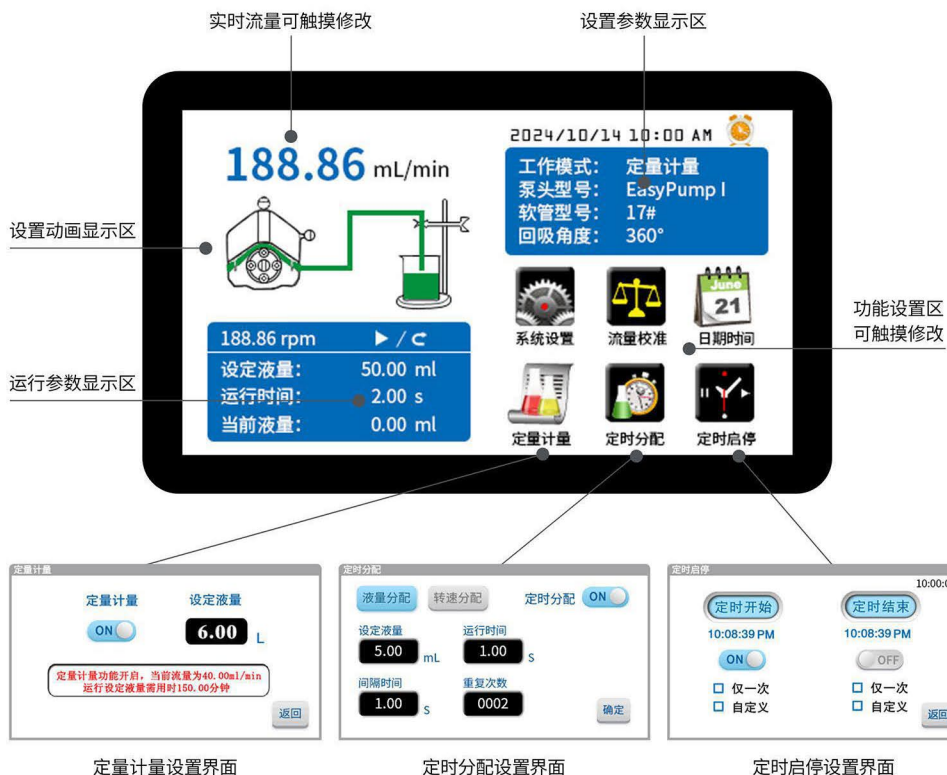 实时流量可触摸修改
设置参数显示区
2024/10/14 10:00 AM
188.86 mL/min
工作模式： 定量计量
泵头型号： EasyPump I
软管型号： 17#
回吸角度： 360°
设置动画显示区
June
21
系统设置
流量校准
日期时间
功能设置区
可触摸修改
188.86 rpm
设定液量： 50.00 ml
运行时间： 2.00 s
当前液量： 0.00 ml
运行参数显示区
定量计量
定时分配
定时启停
定量计量
定量计量
设定液量
ON
6.00 L
定量计量功能开启，当前流量为40.00ml/min
运行设定液量需用时150.00分钟
返回
定时分配
液量分配
转速分配
定时分配 ON
设定液量
运行时间
5.00 mL
1.00 s
间隔时间
重复次数
1.00 s
0002
确定
定时启停
定时开始
定时结束
10:08:39 PM
10:08:39 PM
ON
OFF
仅一次
仅一次
自定义
自定义
返回
定量计量设置界面
定时分配设置界面
定时启停设置界面